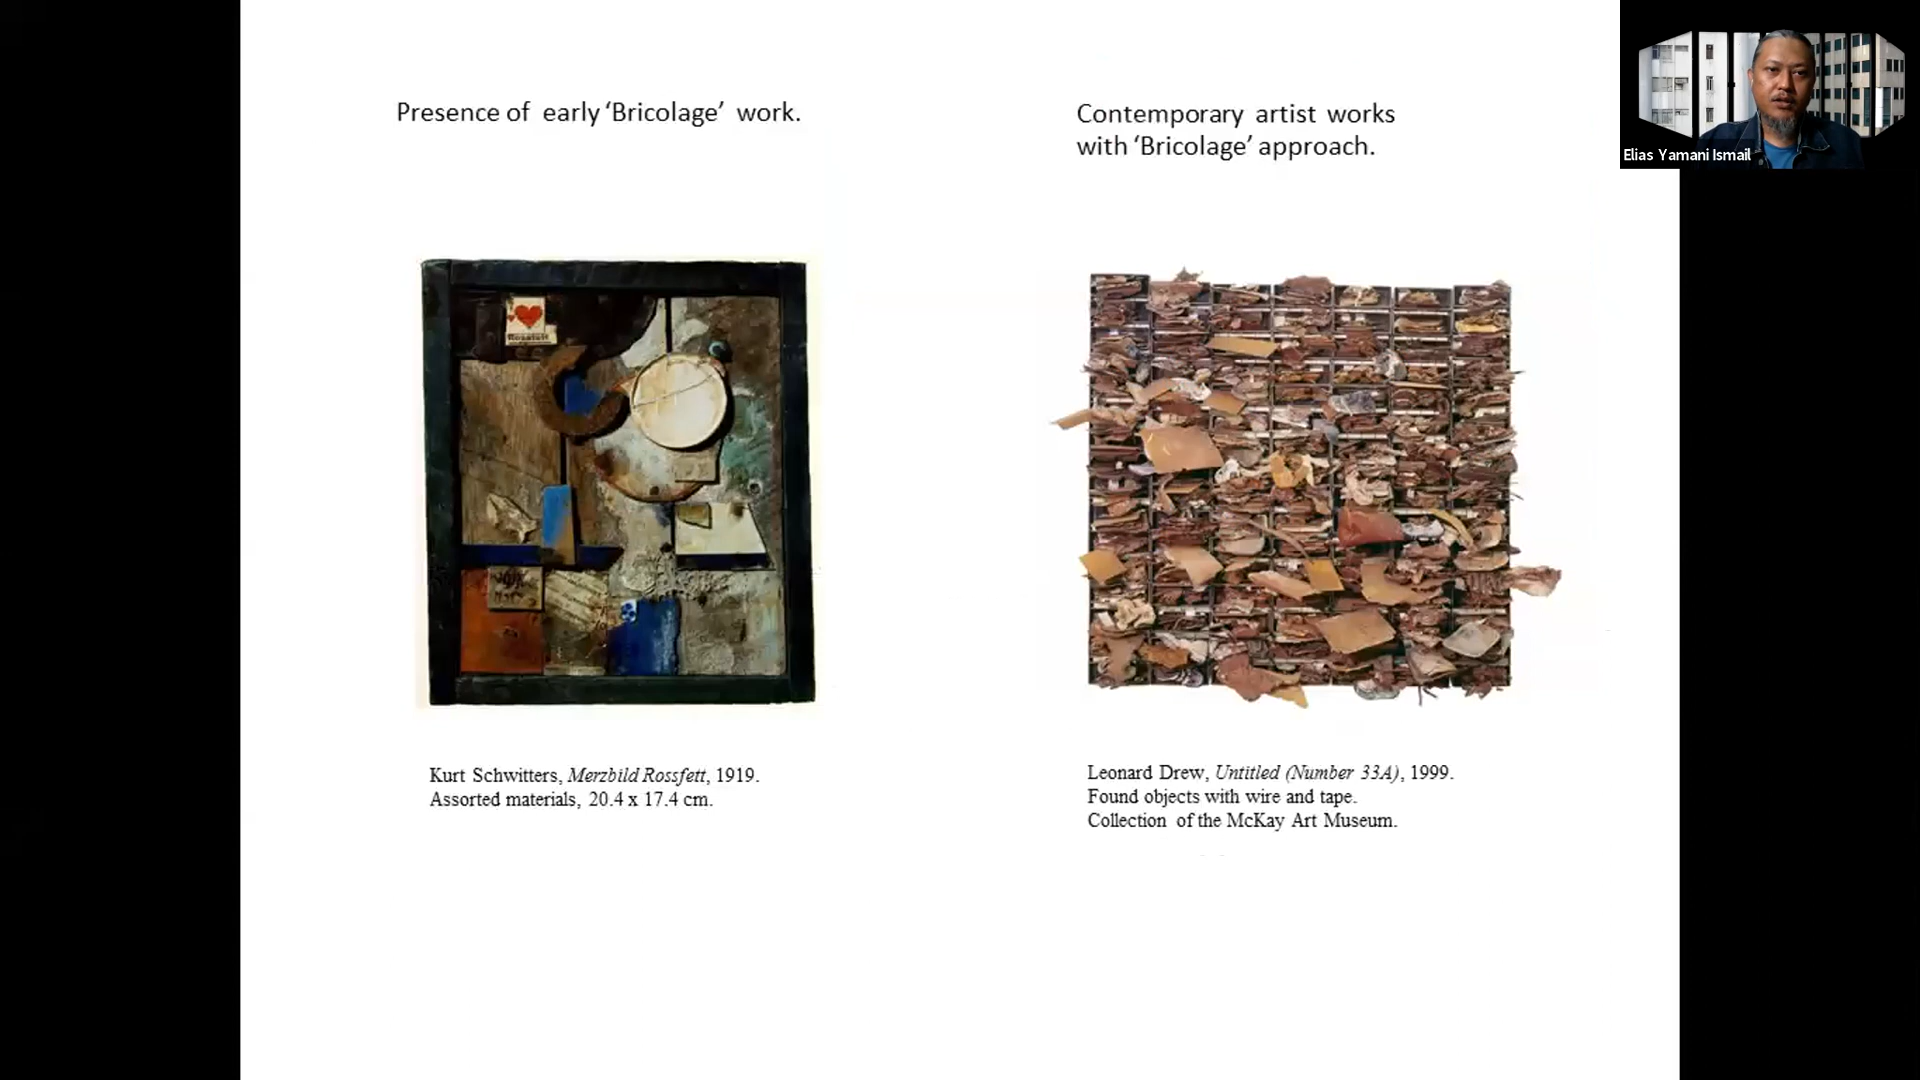 Presence of early ‘Bricolage’ work.
Contemporary artist works
with ‘Bricolage’ approach.
Elias Yamani Ismail
Kurt Schwitters, Merzbild Rossfett, 1919.
Assorted materials, 20.4 x 17.4 cm.
Leonard Drew, Untitled (Number 33A), 1999.
Found objects with wire and tape.
Collection of the McKay Art Museum.